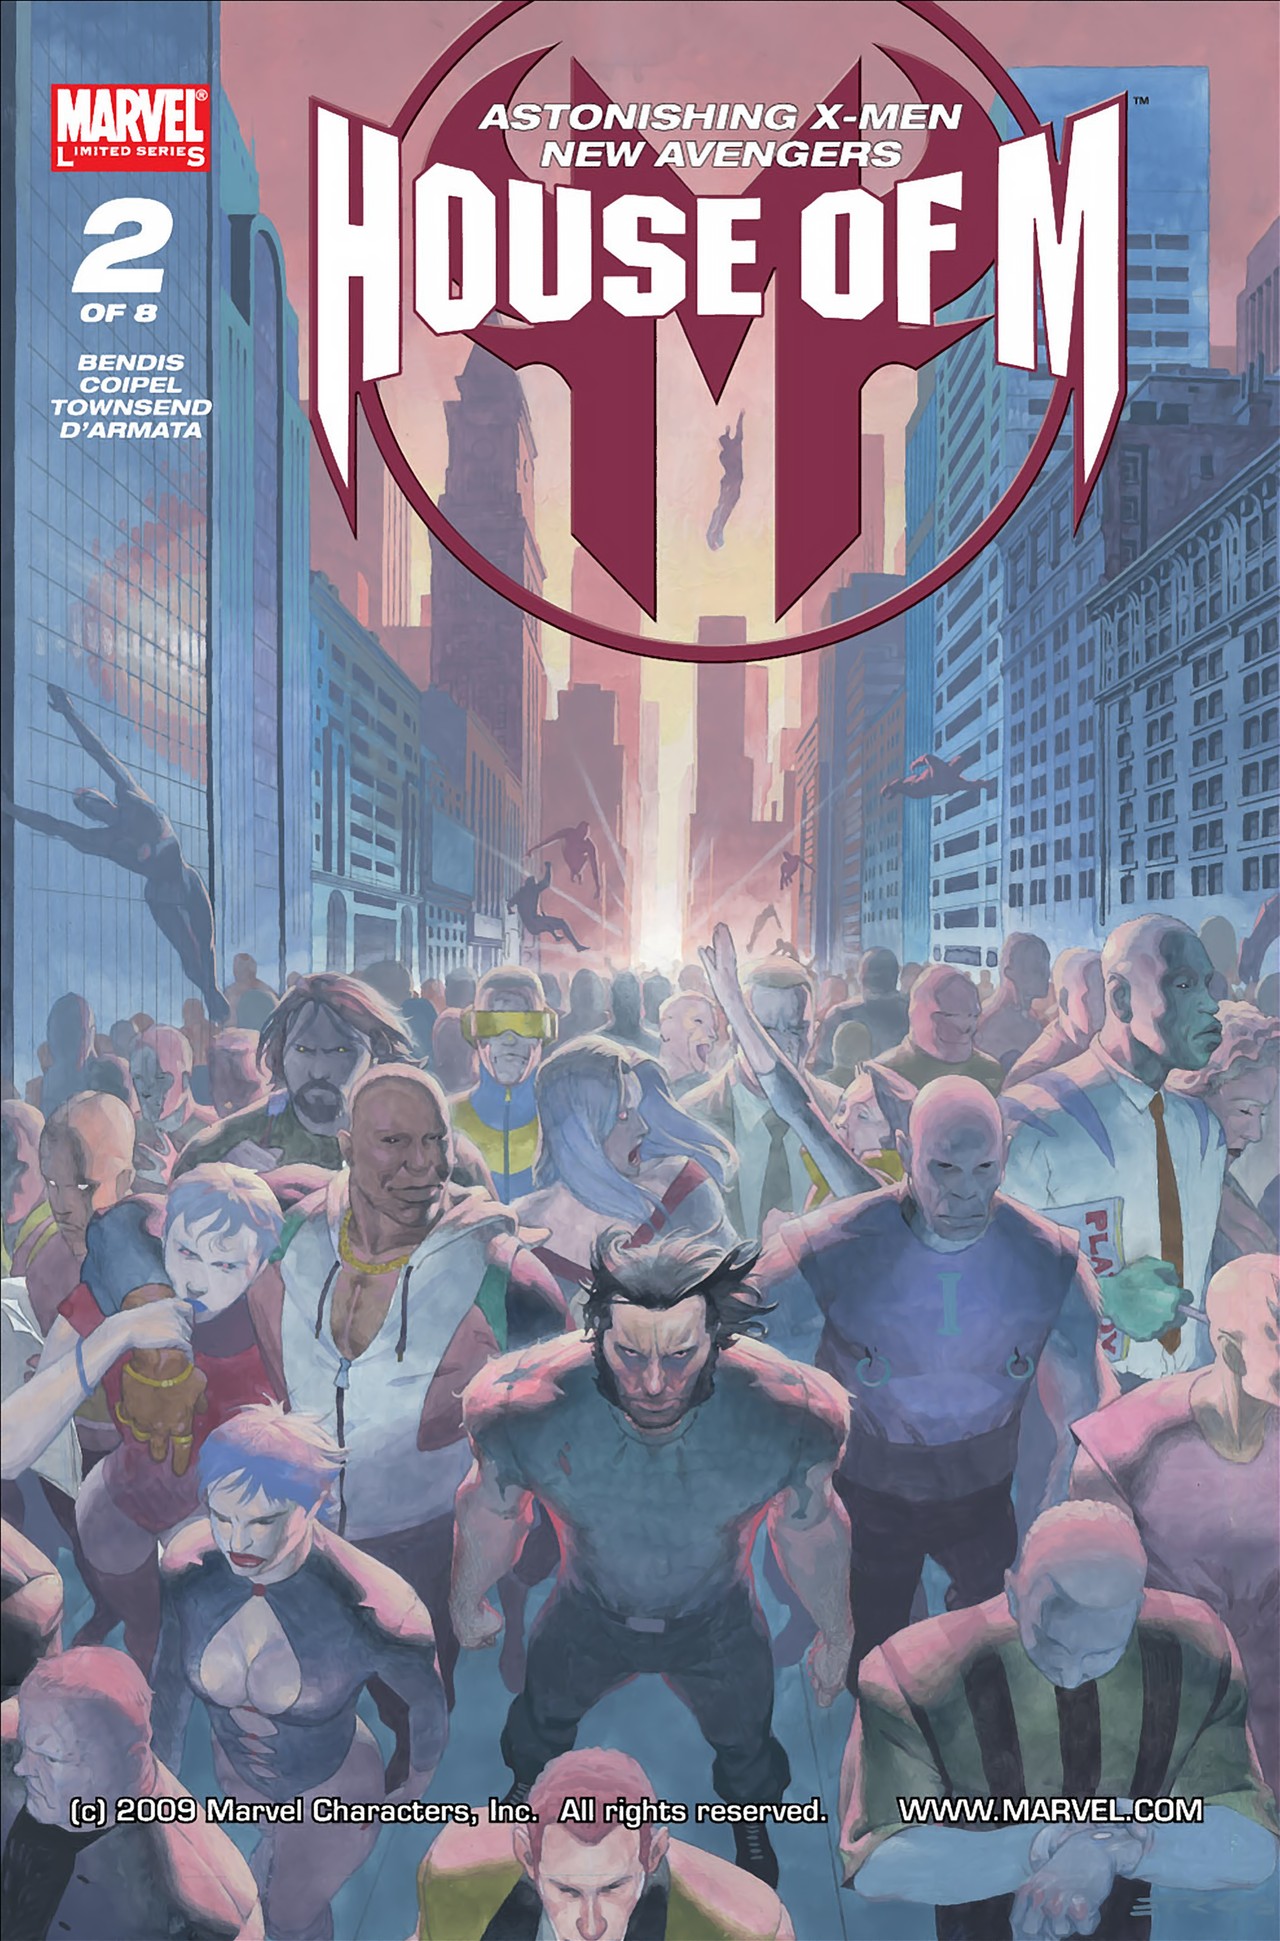 MARVEL®
LIMITED SERIES
2
OF 8
BENDIS
COIPEL
TOWNSEND
D'ARMATA
ASTONISHING X-MEN
NEW AVENGERS
HOUSE OF M™
I
(c) 2009 Marvel Characters, Inc. All rights reserved. WWW.MARVEL.COM